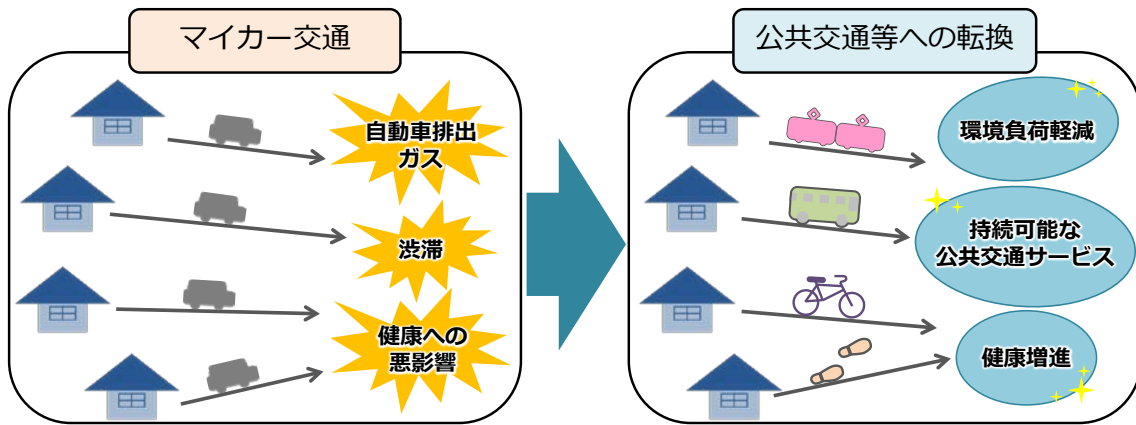 マイカー交通
自動車排出
ガス
渋滞
健康への
悪影響
公共交通等への転換
環境負荷軽減
持続可能な
公共交通サービス
健康増進